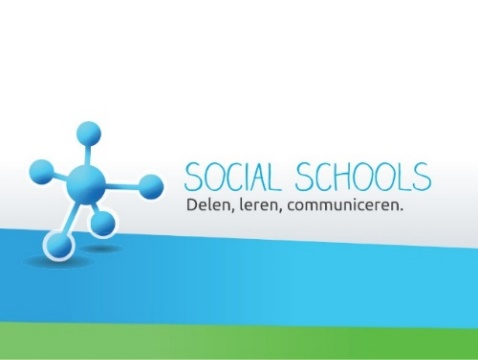 SOCIAL SCHOOLS
Delen, leren, communiceren.